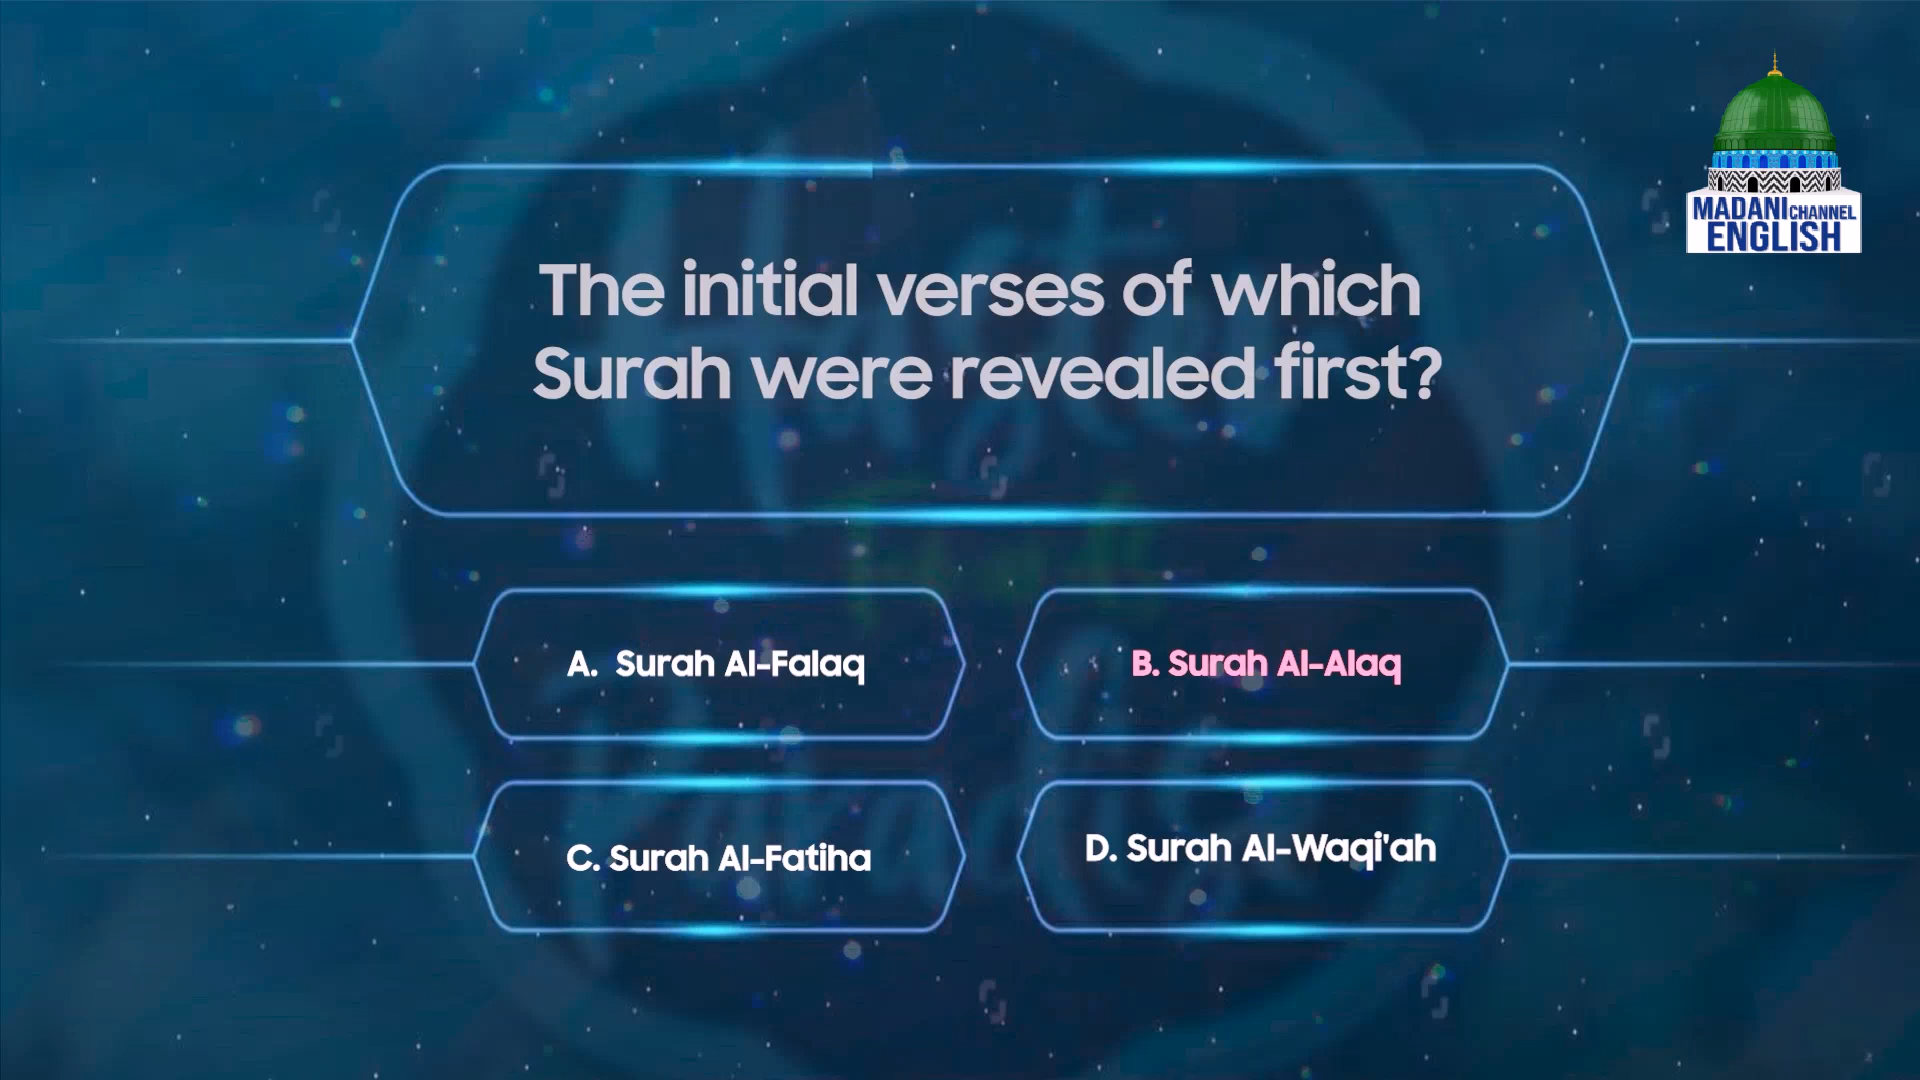 MADANI CHANNEL
ENGLISH
The initial verses of which
Surah were revealed first?
A. Surah Al-Falaq
B. Surah Al-Alaq
C. Surah Al-Fatiha
D. Surah Al-Waqi'ah